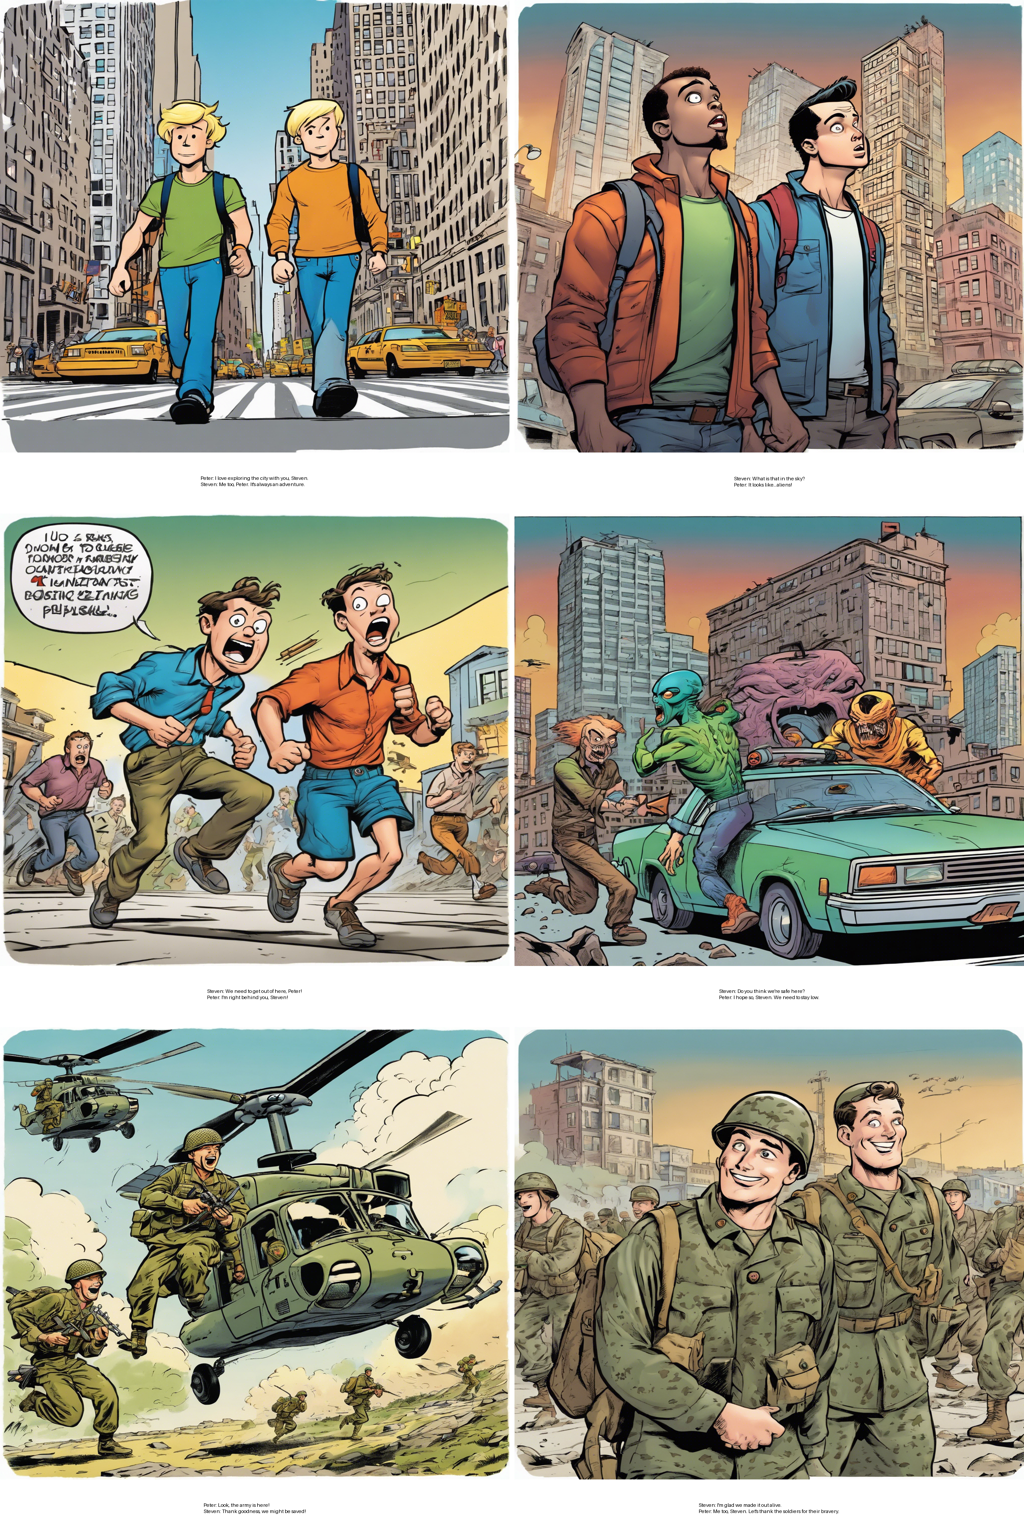 Peter: I love exploring the city with you, Steven.
Steven: Me too, Peter. It's always an adventure.
Steven: What is that in the sky?
Peter: It looks like...aliens!
Steven: We need to get out of here, Peter!
Peter: I'm right behind you, Steven!
Steven: Do you think we're safe here?
Peter: I hope so, Steven. We need to stay low.
Peter: Look, the army is here!
Steven: Thank goodness, we might be saved!
Steven: I'm glad we made it out alive.
Peter: Me too, Steven. Let's thank the soldiers for their bravery.